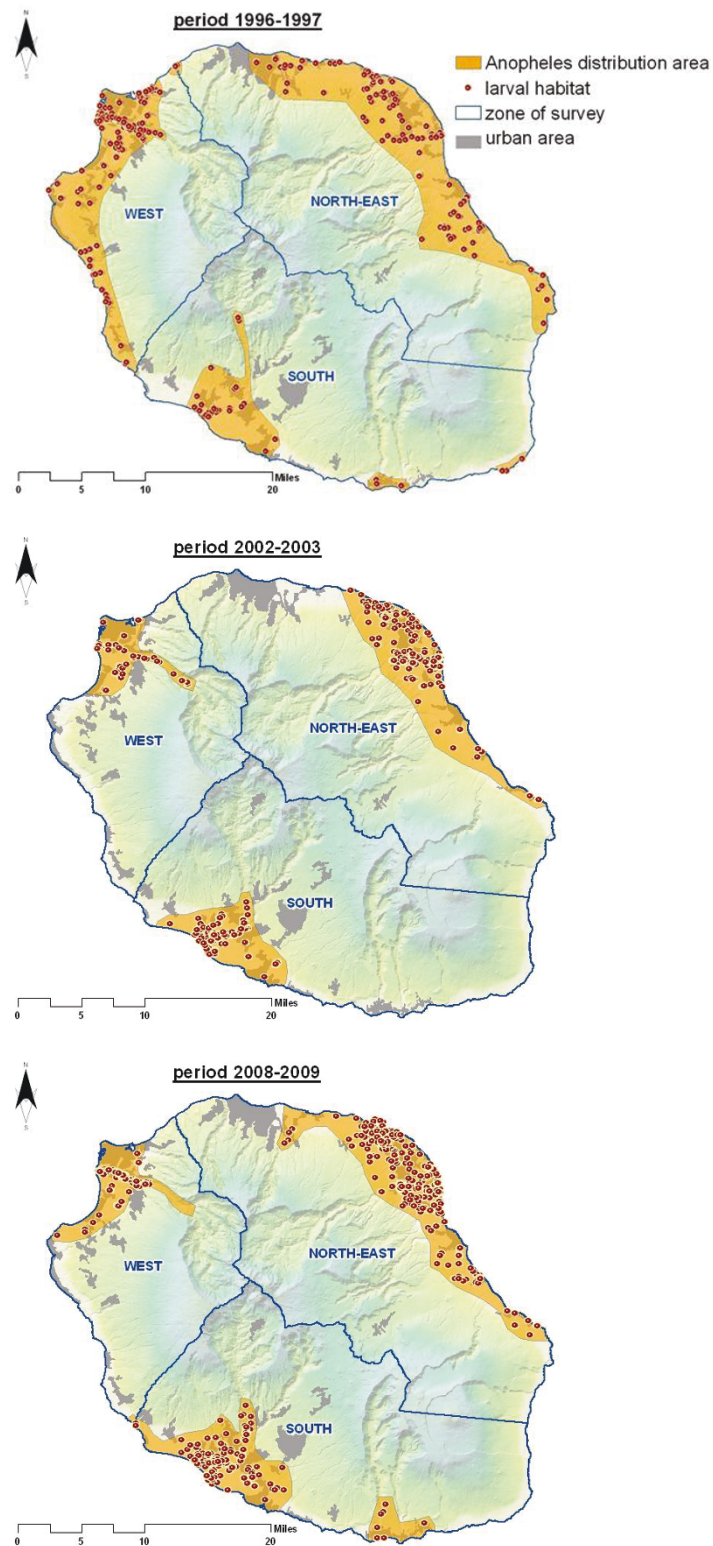 period 1996-1997
N
S
Anopheles distribution area
larval habitat
zone of survey
urban area
WEST
NORTH-EAST
SOUTH
Miles
0 5 10 20
period 2002-2003
N
S
WEST
NORTH-EAST
SOUTH
Miles
0 5 10 20
period 2008-2009
N
S
WEST
NORTH-EAST
SOUTH
Miles
0 5 10 20